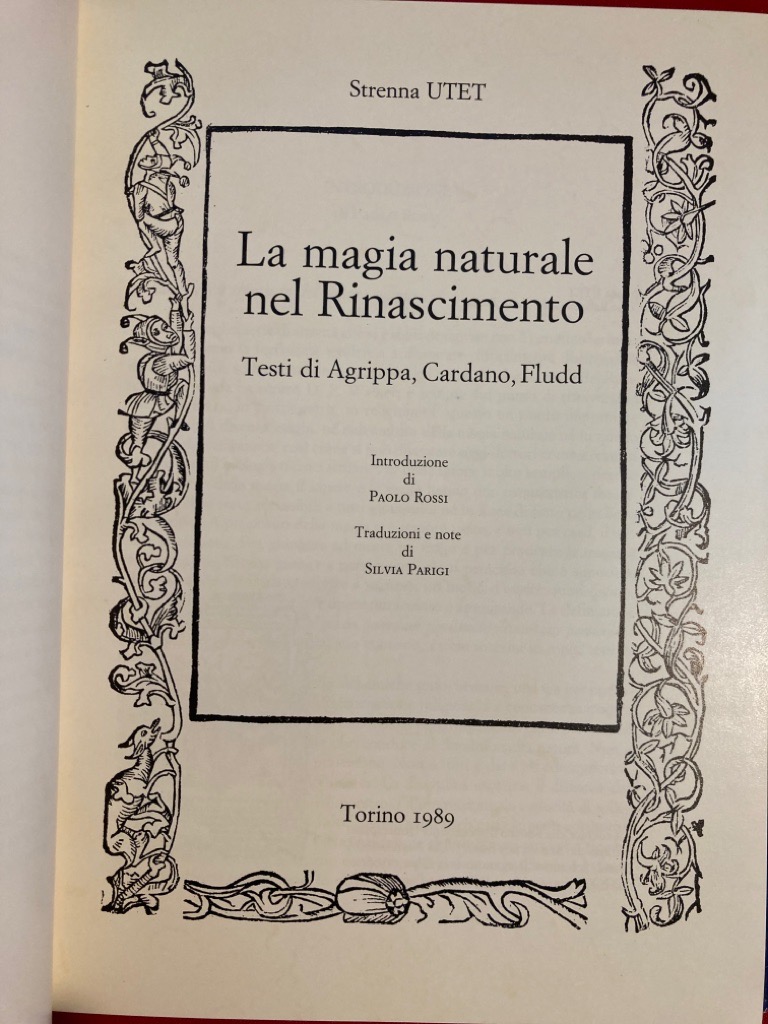 Strenna UTET
La magia naturale
nel Rinascimento
Testi di Agrippa, Cardano, Fludd
Introduzione
di
PAOLO ROSSI
Traduzioni e note
di
SILVIA PARIGI
Torino 1989